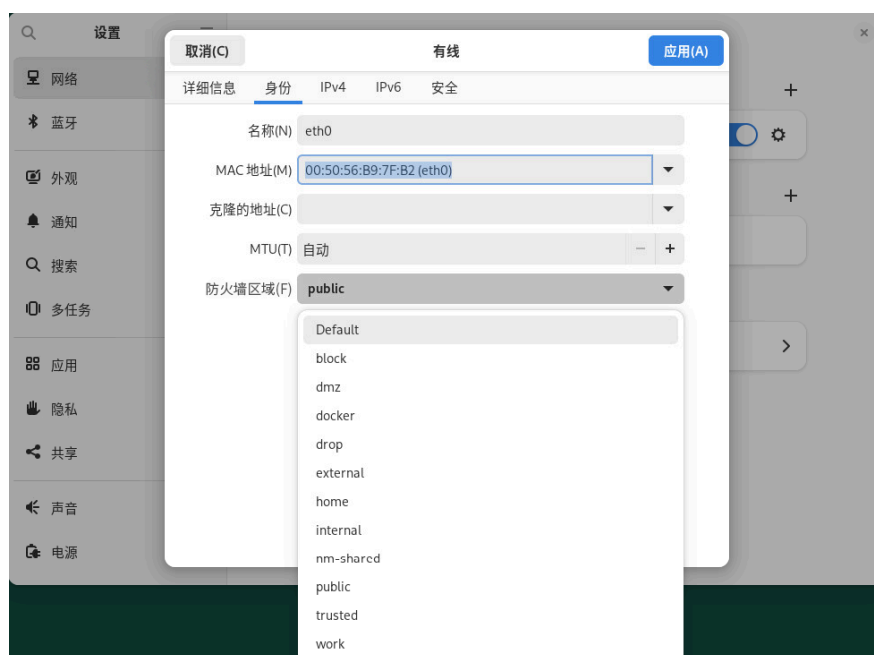 设置
网络
蓝牙
外观
通知
搜索
多任务
应用
隐私
共享
声音
电源
取消(C)
有线
应用(A)
详细信息 身份 IPv4 IPv6 安全
名称(N) eth0
MAC 地址(M) 00:50:56:B9:7F:B2 (eth0)
克隆的地址(C)
MTU(T) 自动
防火墙区域(F) public
Default
block
dmz
docker
drop
external
home
internal
nm-shared
public
trusted
work